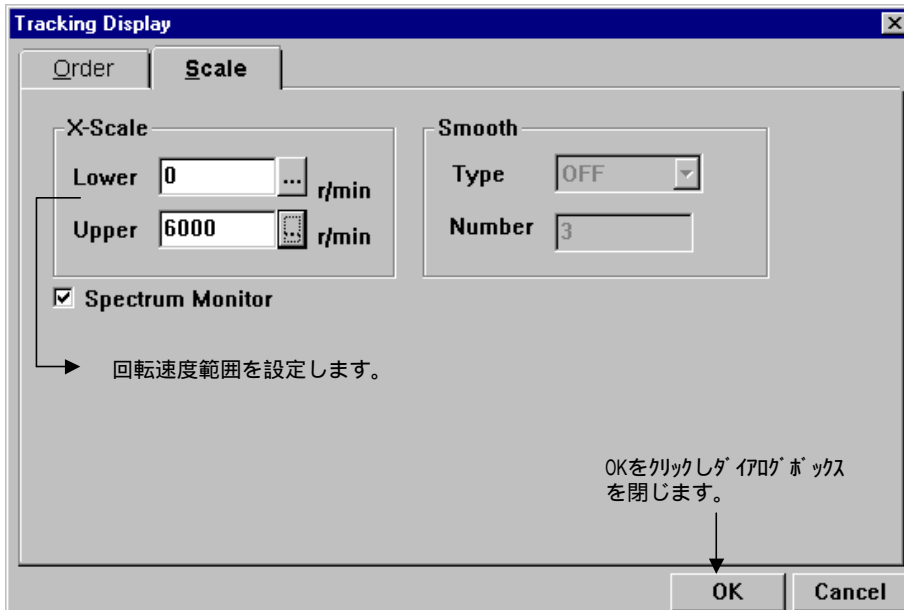 Tracking Display
Order Scale
X-Scale
Lower 0 ... r/min
Upper 6000 ... r/min
Smooth
Type OFF
Number 3
Spectrum Monitor
回転速度範囲を設定します。
OKをｸﾘｯｸしﾀﾞｲｱﾛｸﾞﾎﾞｯｸｽ
を閉じます。
OK Cancel